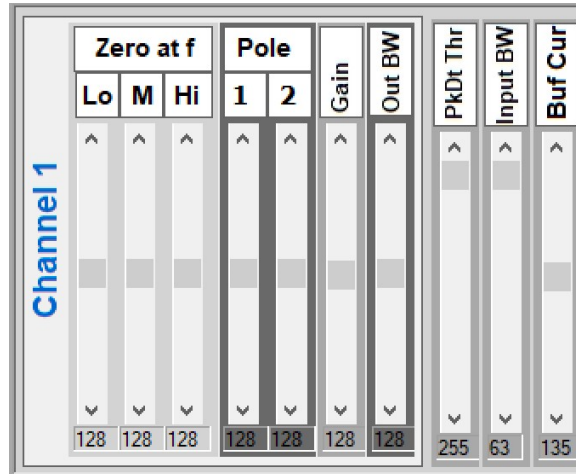 Channel 1
Zero at f
Lo M Hi
Pole
1 2
Gain
Out BW
PkDt Thr
Input BW
Buf Cur
128 128 128 128 128 128 128 255 63 135